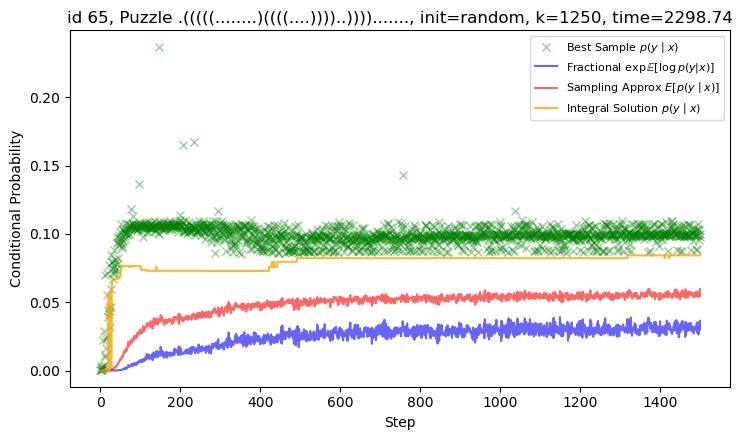 id 65, Puzzle .(((((........)((((....))))..))))......., init=random, k=1250, time=2298.74
Best Sample p(y | x)
Fractional exp𝔼[log p(y|x)]
Sampling Approx E[p(y | x)]
Integral Solution p(y | x)
Conditional Probability
0.20
0.15
0.10
0.05
0.00
0 200 400 600 800 1000 1200 1400
Step